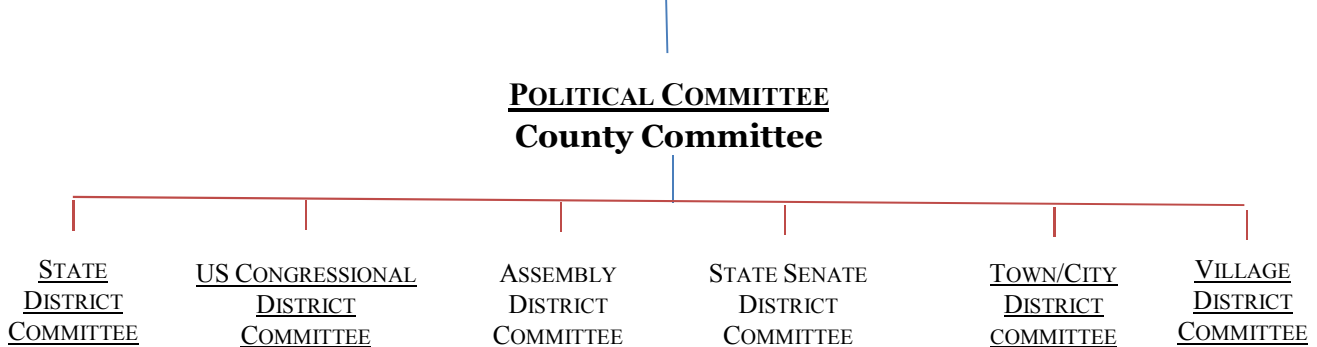 POLITICAL COMMITTEE
County Committee
STATE
DISTRICT
COMMITTEE
US CONGRESSIONAL
DISTRICT
COMMITTEE
ASSEMBLY
DISTRICT
COMMITTEE
STATE SENATE
DISTRICT
COMMITTEE
TOWN/CITY
DISTRICT
COMMITTEE
VILLAGE
DISTRICT
COMMITTEE